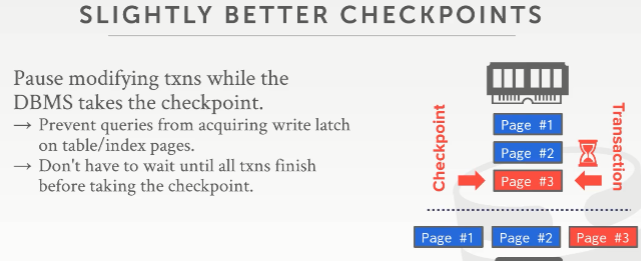 SLIGHTLY BETTER CHECKPOINTS
Pause modifying txns while the
DBMS takes the checkpoint.
→ Prevent queries from acquiring write latch
on table/index pages.
→ Don't have to wait until all txns finish
before taking the checkpoint.
Checkpoint
Page #1
Page #2
Page #3
Transaction
Page #1 Page #2 Page #3